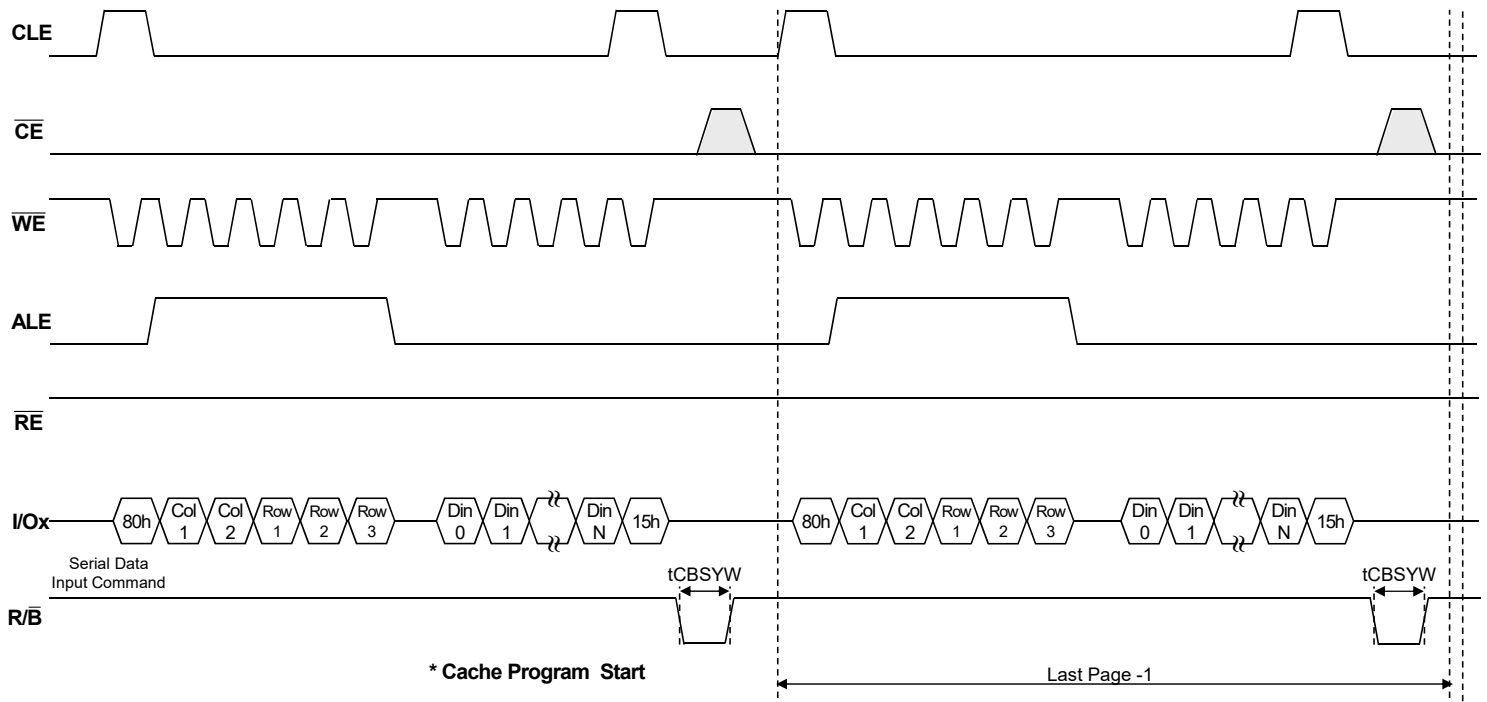 CLE
CE
WE
ALE
RE
I/Ox 80h Col 1 Col 2 Row 1 Row 2 Row 3 Din 0 Din 1 Din N 15h 80h Col 1 Col 2 Row 1 Row 2 Row 3 Din 0 Din 1 Din N 15h
Serial Data
Input Command
tCBSYW tCBSYW
R/B
* Cache Program Start
Last Page -1